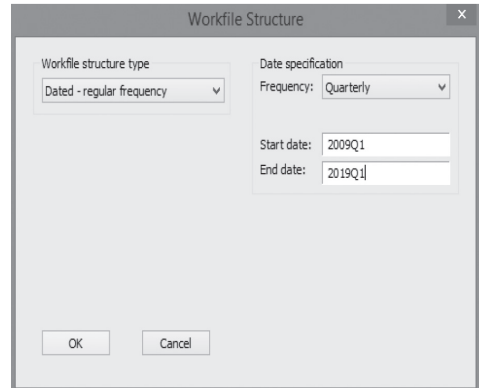 Workfile Structure
x
Workfile structure type
Dated - regular frequency
Date specification
Frequency: Quarterly
Start date: 2009Q1
End date: 2019Q1
OK
Cancel